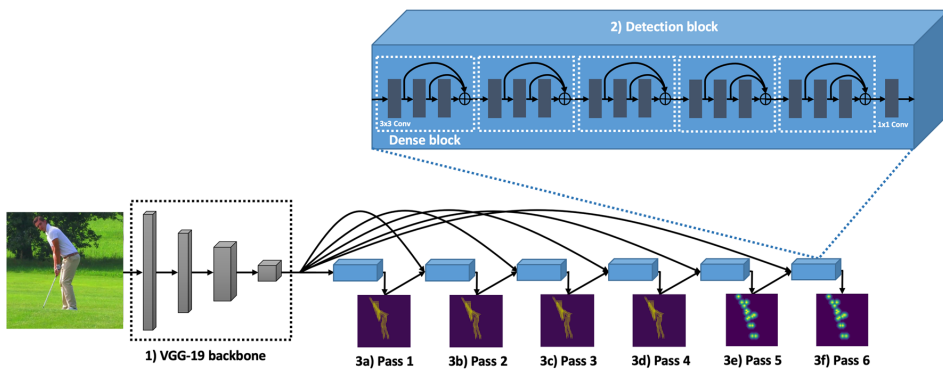 2) Detection block
3x3 Conv
1x1 Conv
Dense block
1) VGG-19 backbone
3a) Pass 1
3b) Pass 2
3c) Pass 3
3d) Pass 4
3e) Pass 5
3f) Pass 6